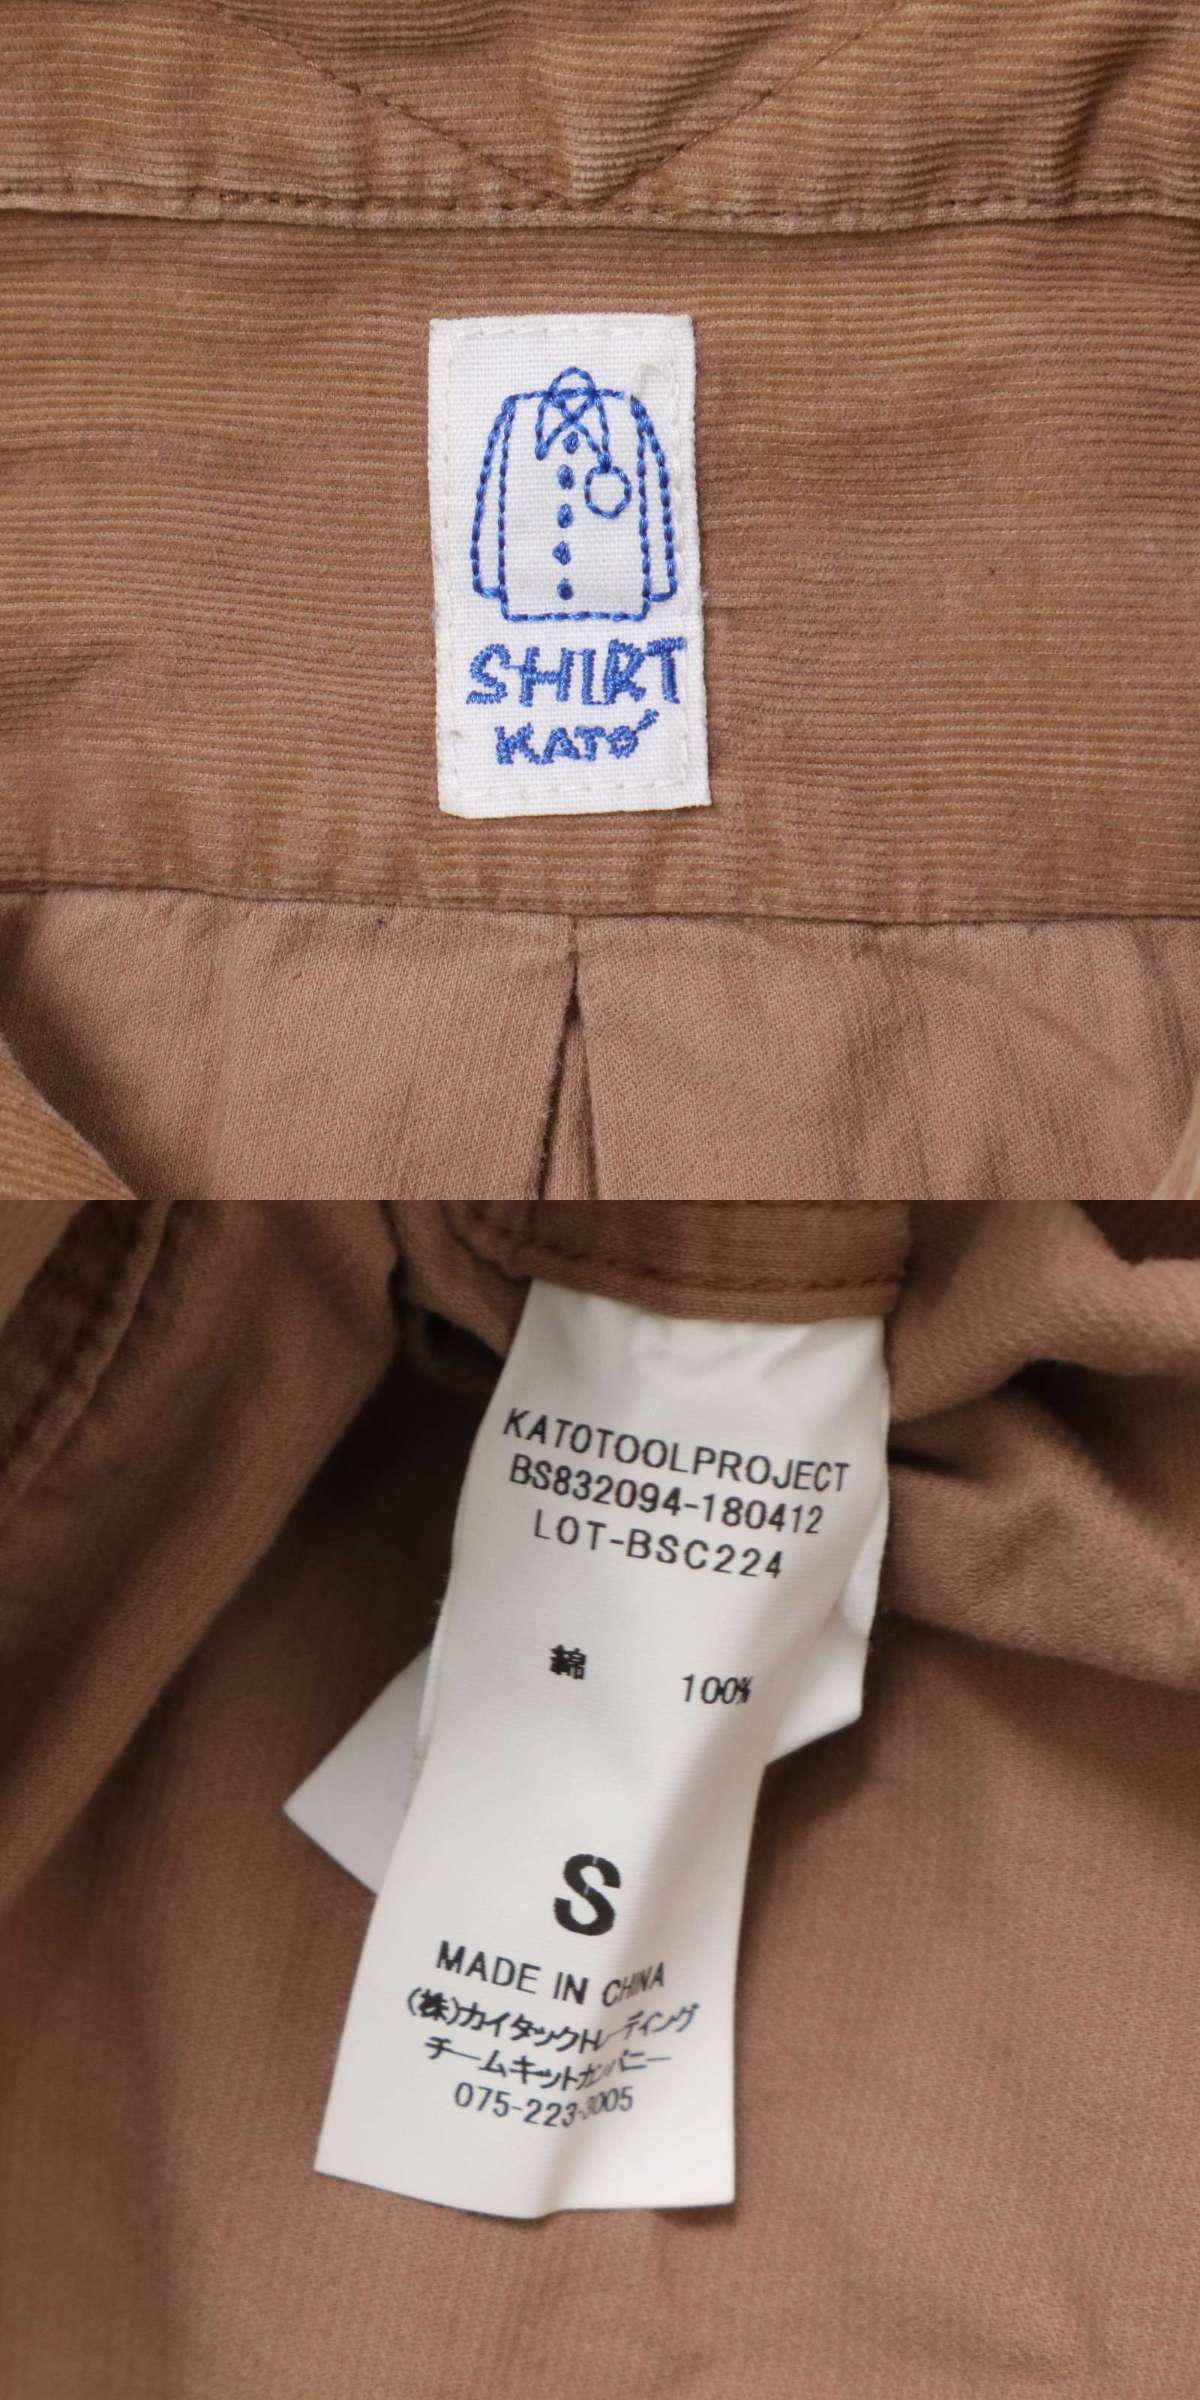 SHIRT
KATO'
KATOTOOLPROJECT
BS832094-180412
LOT-BSC224
綿 100%
S
MADE IN CHINA
(株)カイタックトレーディング
チームキットカンパニー
075-223-3005